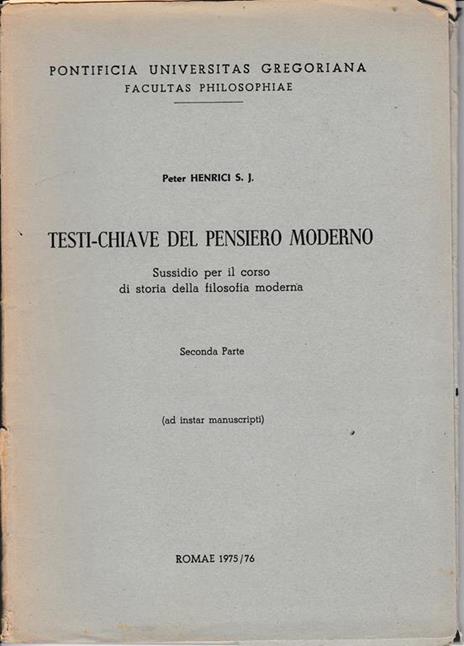 PONTIFICIA UNIVERSITAS GREGORIANA
FACULTAS PHILOSOPHIAE
Peter HENRICI S. J.
TESTI-CHIAVE DEL PENSIERO MODERNO
Sussidio per il corso
di storia della filosofia moderna
Seconda Parte
(ad instar manuscripti)
ROMAE 1975/76